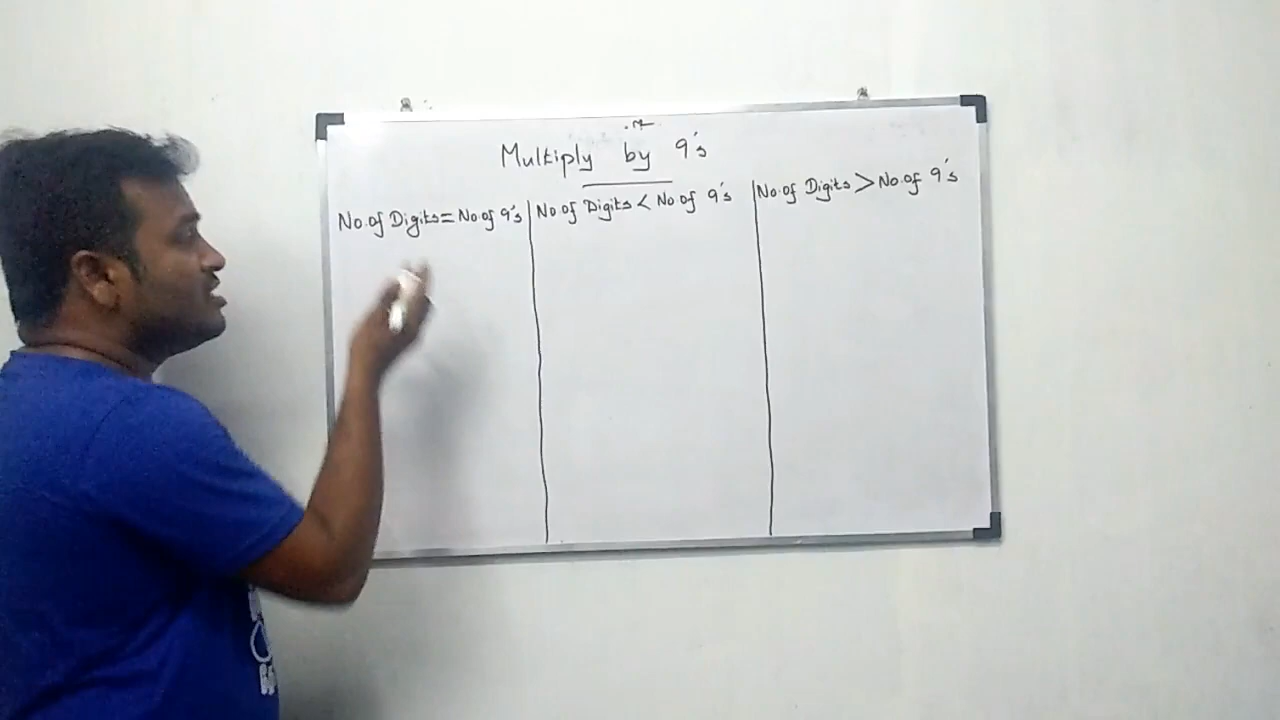 Multiply by 9's
No.of Digits = No of 9's
No of Digits < No of 9's
No.of Digits > No.of 9's